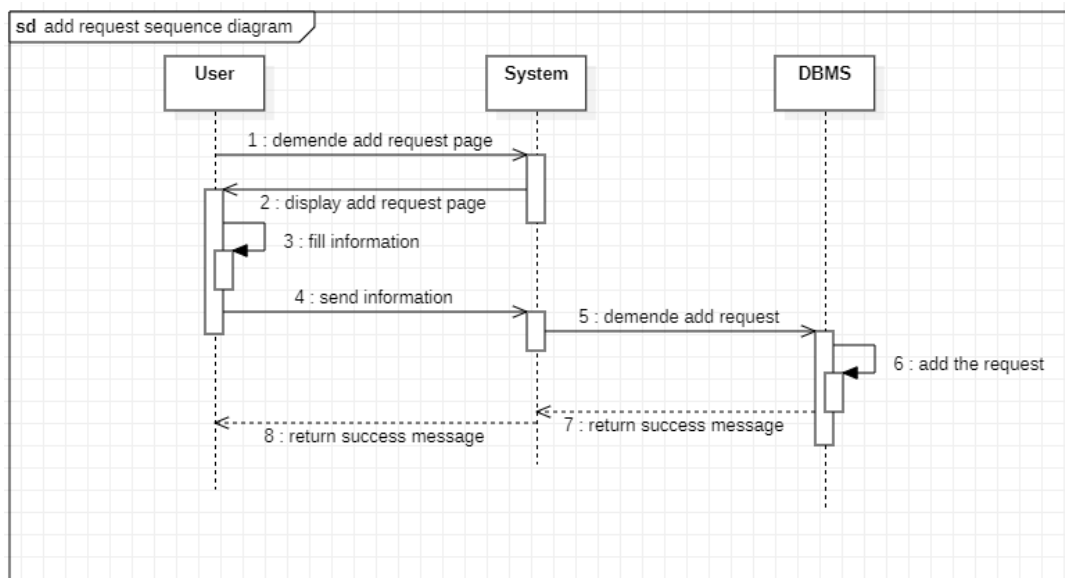 sd add request sequence diagram
User
System
DBMS
1 : demende add request page
2 : display add request page
3 : fill information
4 : send information
5 : demende add request
6 : add the request
7 : return success message
8 : return success message